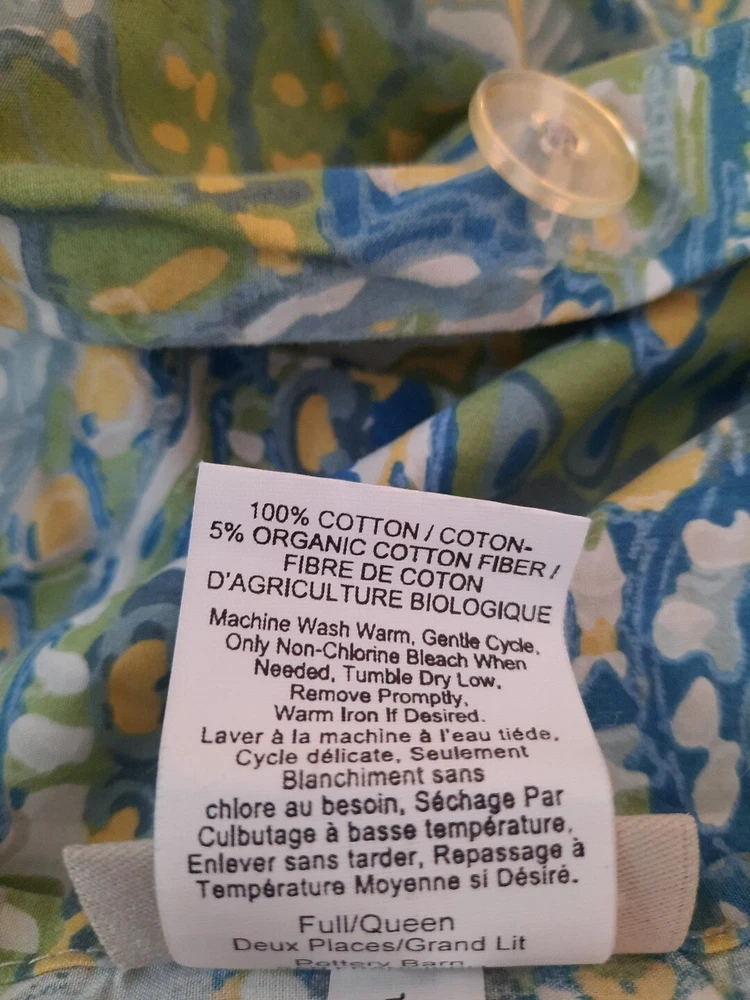 100% COTTON / COTON-
5% ORGANIC COTTON FIBER /
FIBRE DE COTON
D'AGRICULTURE BIOLOGIQUE
Machine Wash Warm, Gentle Cycle,
Only Non-Chlorine Bleach When
Needed, Tumble Dry Low,
Remove Promptly,
Warm Iron If Desired.
Laver à la machine à l'eau tiéde,
Cycle délicate, Seulement
Blanchiment sans
chlore au besoin, Séchage Par
Culbutage à basse température,
Enlever sans tarder, Repassage à
Température Moyenne si Désiré.
Full/Queen
Deux Places/Grand Lit
Pottery Barn